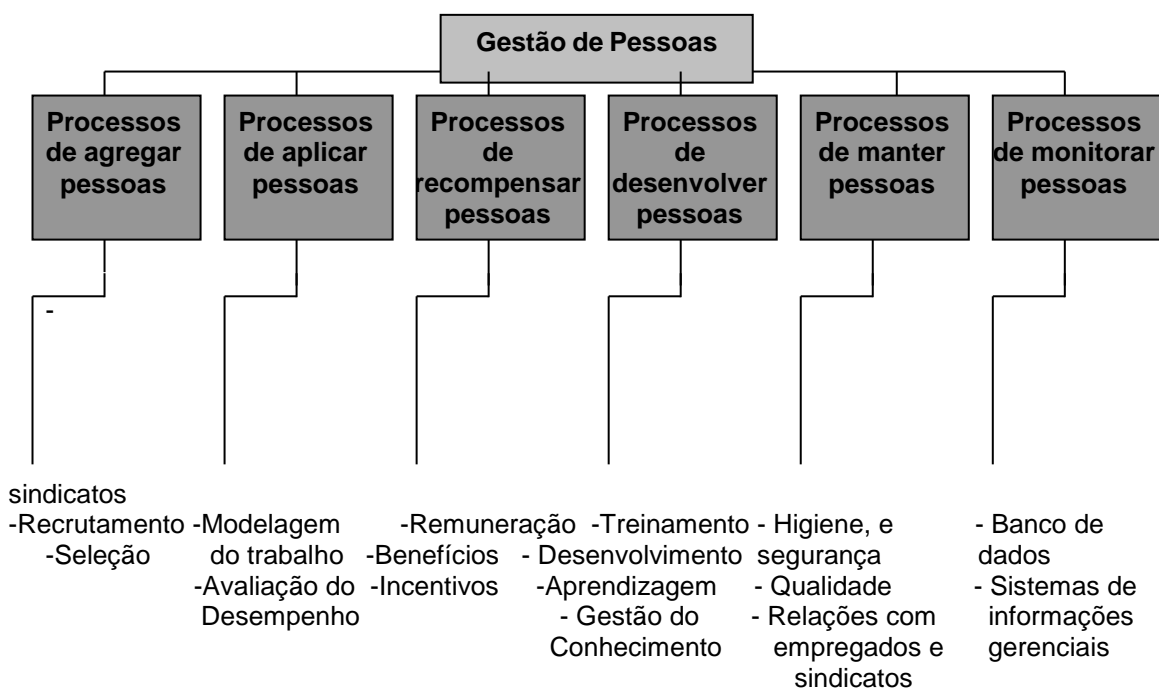 Gestão de Pessoas
Processos
de agregar
pessoas
Processos
de aplicar
pessoas
Processos
de
recompensar
pessoas
Processos
de
desenvolver
pessoas
Processos
de manter
pessoas
Processos
de monitorar
pessoas
-
sindicatos
-Recrutamento
-Seleção
-Modelagem
do trabalho
-Avaliação do
Desempenho
-Remuneração
-Benefícios
-Incentivos
-Treinamento
- Desenvolvimento
-Aprendizagem
- Gestão do
Conhecimento
- Higiene, e
segurança
- Qualidade
- Relações com
empregados e
sindicatos
- Banco de
dados
- Sistemas de
informações
gerenciais